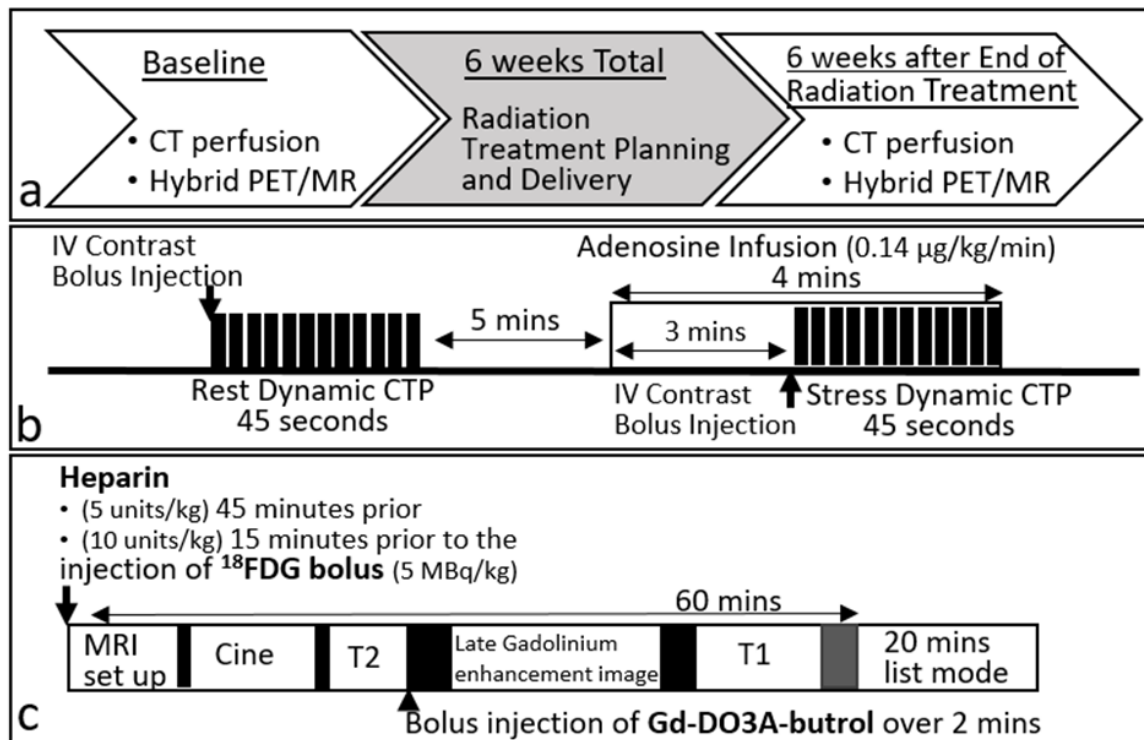 Baseline
• CT perfusion
• Hybrid PET/MR
6 weeks Total
Radiation
Treatment Planning
and Delivery
6 weeks after End of
Radiation Treatment
• CT perfusion
• Hybrid PET/MR
a
IV Contrast
Bolus Injection
Rest Dynamic CTP
45 seconds
5 mins
Adenosine Infusion (0.14 µg/kg/min)
4 mins
3 mins
IV Contrast
Bolus Injection
Stress Dynamic CTP
45 seconds
b
Heparin
• (5 units/kg) 45 minutes prior
• (10 units/kg) 15 minutes prior to the
injection of ¹⁸FDG bolus (5 MBq/kg)
60 mins
MRI
set up
Cine
T2
Late Gadolinium
enhancement image
T1
20 mins
list mode
Bolus injection of Gd-DO3A-butrol over 2 mins
c